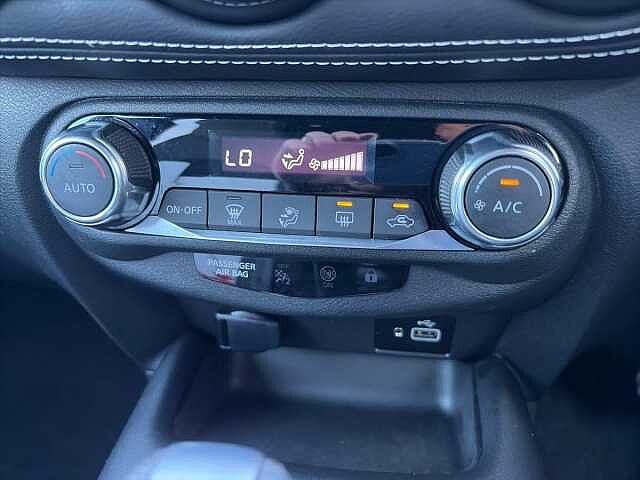 LO
AUTO
ON·OFF
MAX
A/C
PASSENGER
AIR BAG